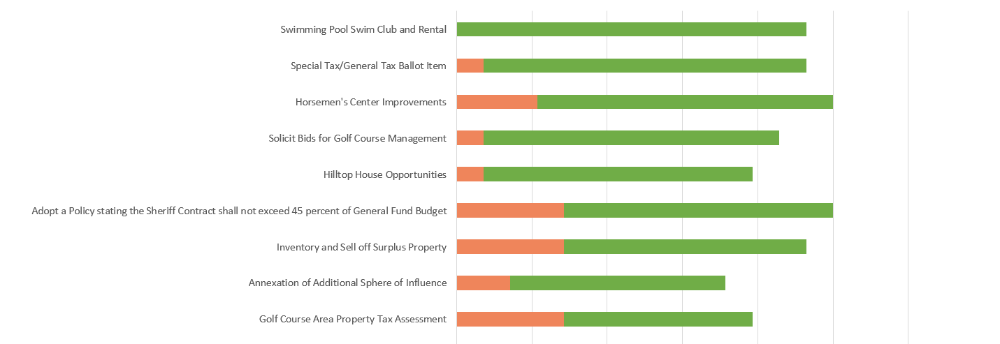 Swimming Pool Swim Club and Rental
Special Tax/General Tax Ballot Item
Horsemen's Center Improvements
Solicit Bids for Golf Course Management
Hilltop House Opportunities
Adopt a Policy stating the Sheriff Contract shall not exceed 45 percent of General Fund Budget
Inventory and Sell off Surplus Property
Annexation of Additional Sphere of Influence
Golf Course Area Property Tax Assessment